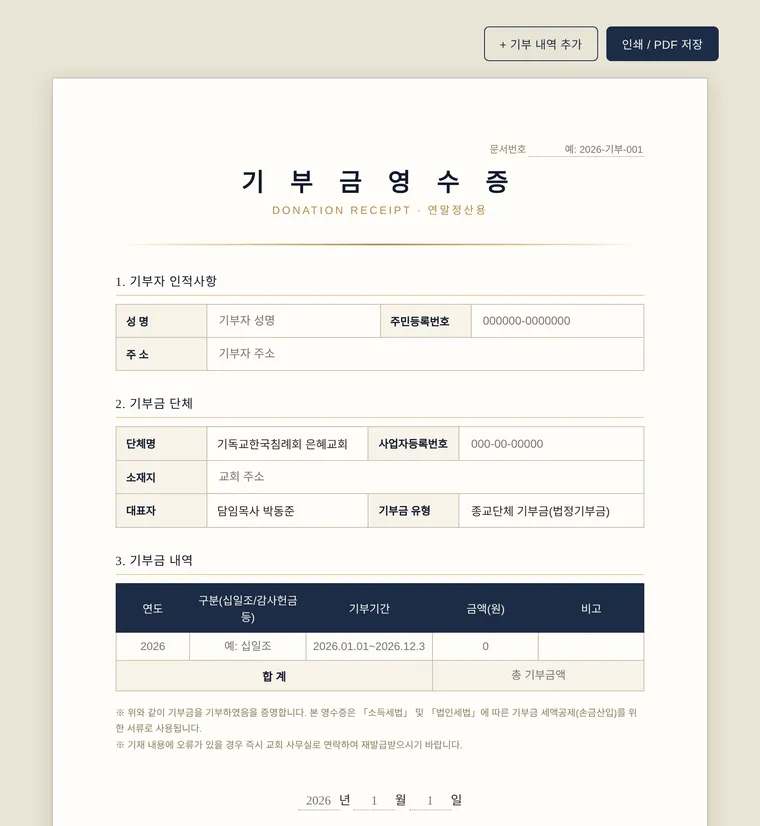 + 기부 내역 추가 인쇄 / PDF 저장
문서번호 예: 2026-기부-001
기 부 금 영 수 증
DONATION RECEIPT · 연말정산용
1. 기부자 인적사항
성 명 기부자 성명 주민등록번호 000000-0000000
주 소 기부자 주소
2. 기부금 단체
단체명 기독교한국침례회 은혜교회 사업자등록번호 000-00-00000
소재지 교회 주소
대표자 담임목사 박동준 기부금 유형 종교단체 기부금(법정기부금)
3. 기부금 내역
연도 구분(십일조/감사헌금 등) 기부기간 금액(원) 비고
2026 예: 십일조 2026.01.01~2026.12.3 0
합 계 총 기부금액
※ 위와 같이 기부금을 기부하였음을 증명합니다. 본 영수증은 「소득세법」 및 「법인세법」에 따른 기부금 세액공제(손금산입)를 위
한 서류로 사용됩니다.
※ 기재 내용에 오류가 있을 경우 즉시 교회 사무실로 연락하여 재발급받으시기 바랍니다.
2026 년 1 월 1 일